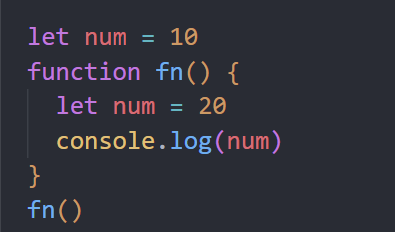 let num = 10
function fn() {
  let num = 20
  console.log(num)
}
fn()